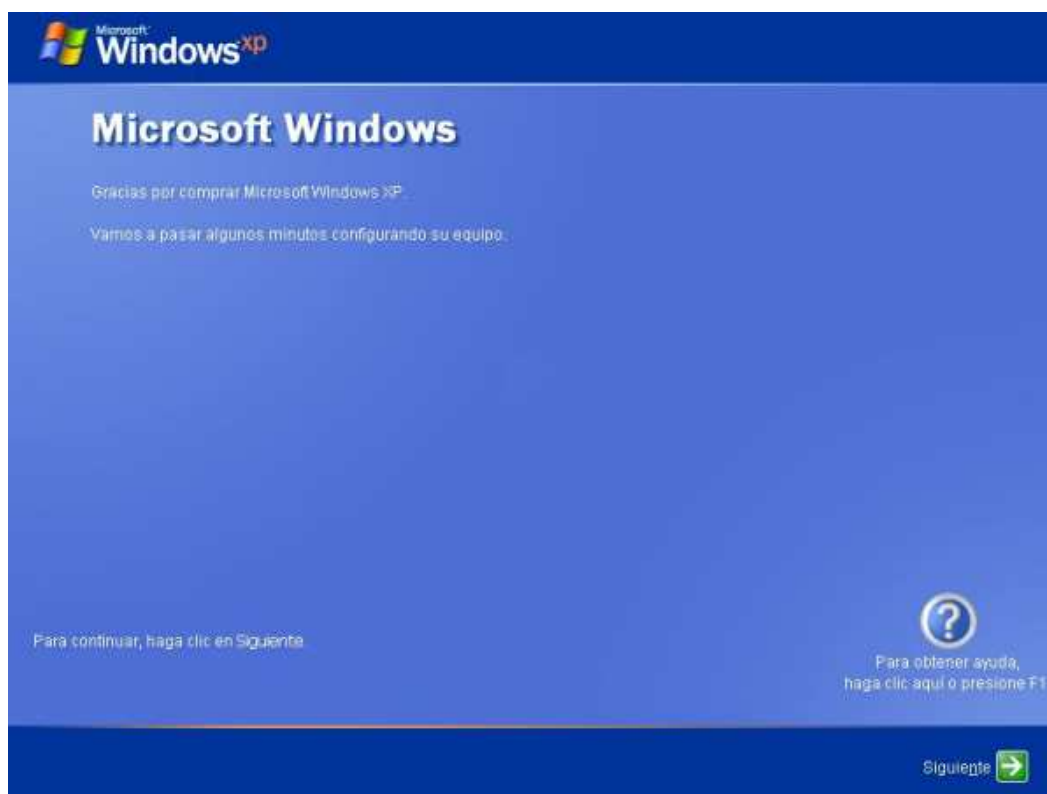 Microsoft
Windows xp
Microsoft Windows
Gracias por comprar Microsoft Windows XP.
Vamos a pasar algunos minutos configurando su equipo.
Para continuar, haga clic en Siguiente.
?
Para obtener ayuda,
haga clic aquí o presione F1
Siguiente